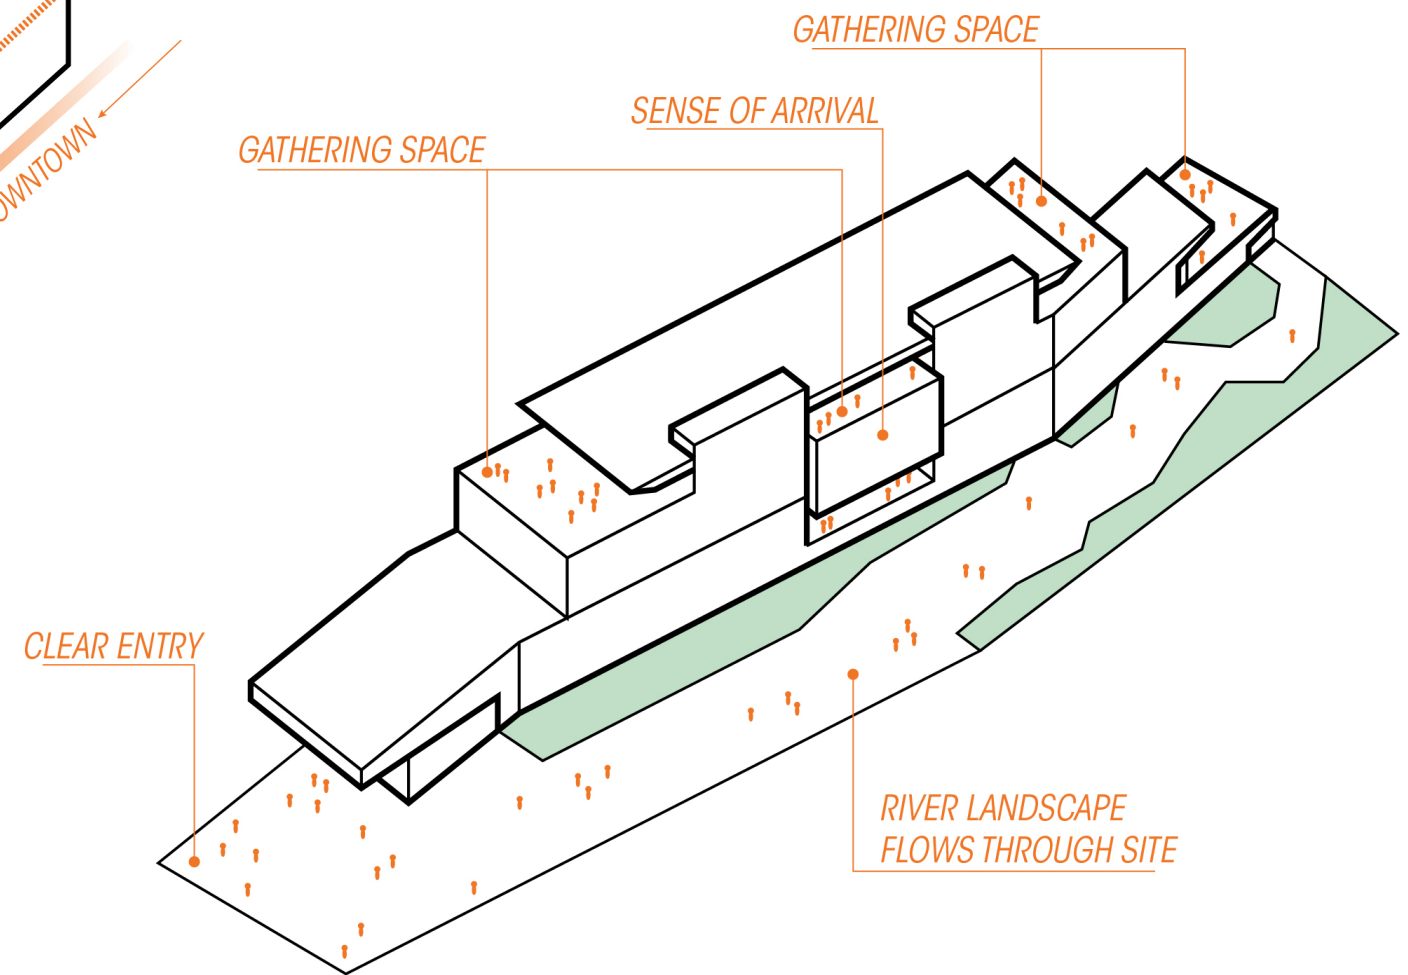 GATHERING SPACE
SENSE OF ARRIVAL
GATHERING SPACE
OWNTOWN
CLEAR ENTRY
RIVER LANDSCAPE
FLOWS THROUGH SITE